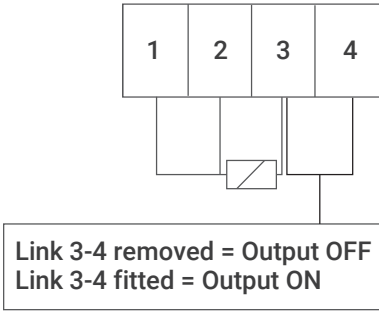 1 2 3 4
Link 3-4 removed = Output OFF
Link 3-4 fitted = Output ON